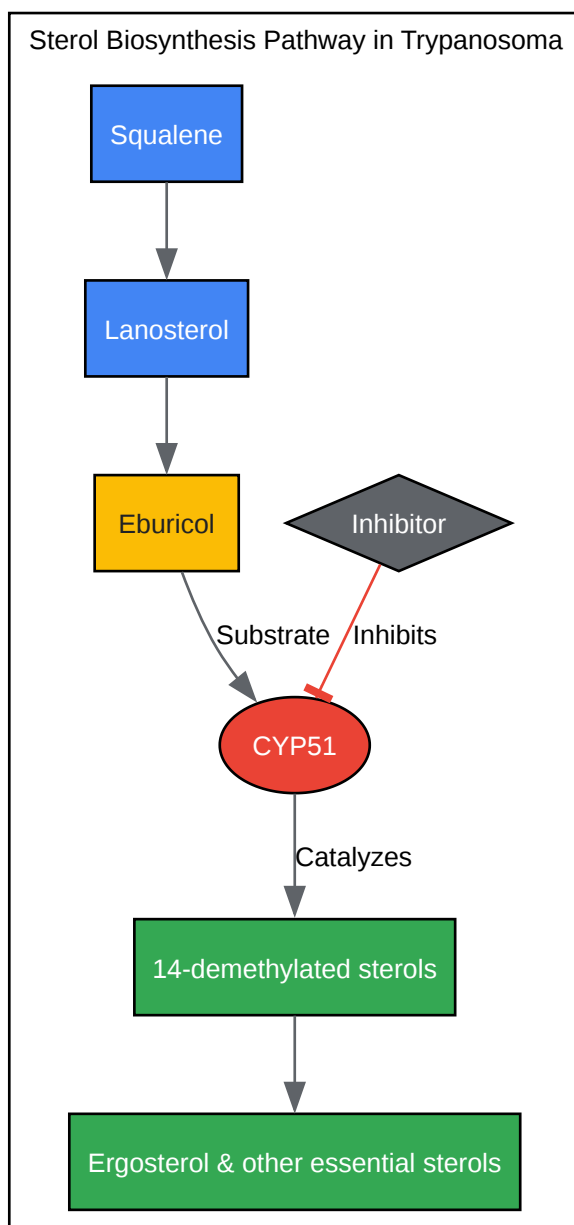 Sterol Biosynthesis Pathway in Trypanosoma
Squalene
Lanosterol
Eburicol
Inhibitor
Substrate
Inhibits
CYP51
Catalyzes
14-demethylated sterols
Ergosterol & other essential sterols